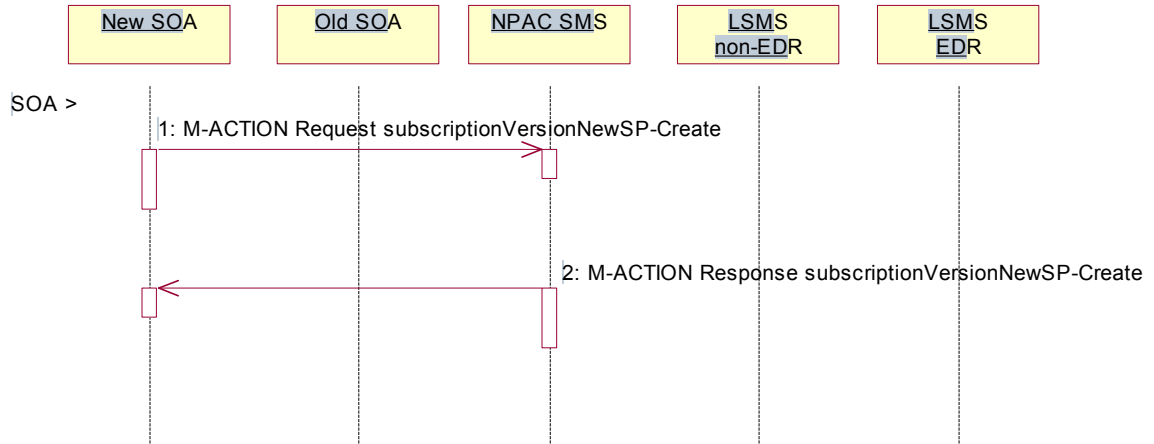 New SOA
Old SOA
NPAC SMS
LSMS
non-EDR
LSMS
EDR
SOA >
1: M-ACTION Request subscriptionVersionNewSP-Create
2: M-ACTION Response subscriptionVersionNewSP-Create